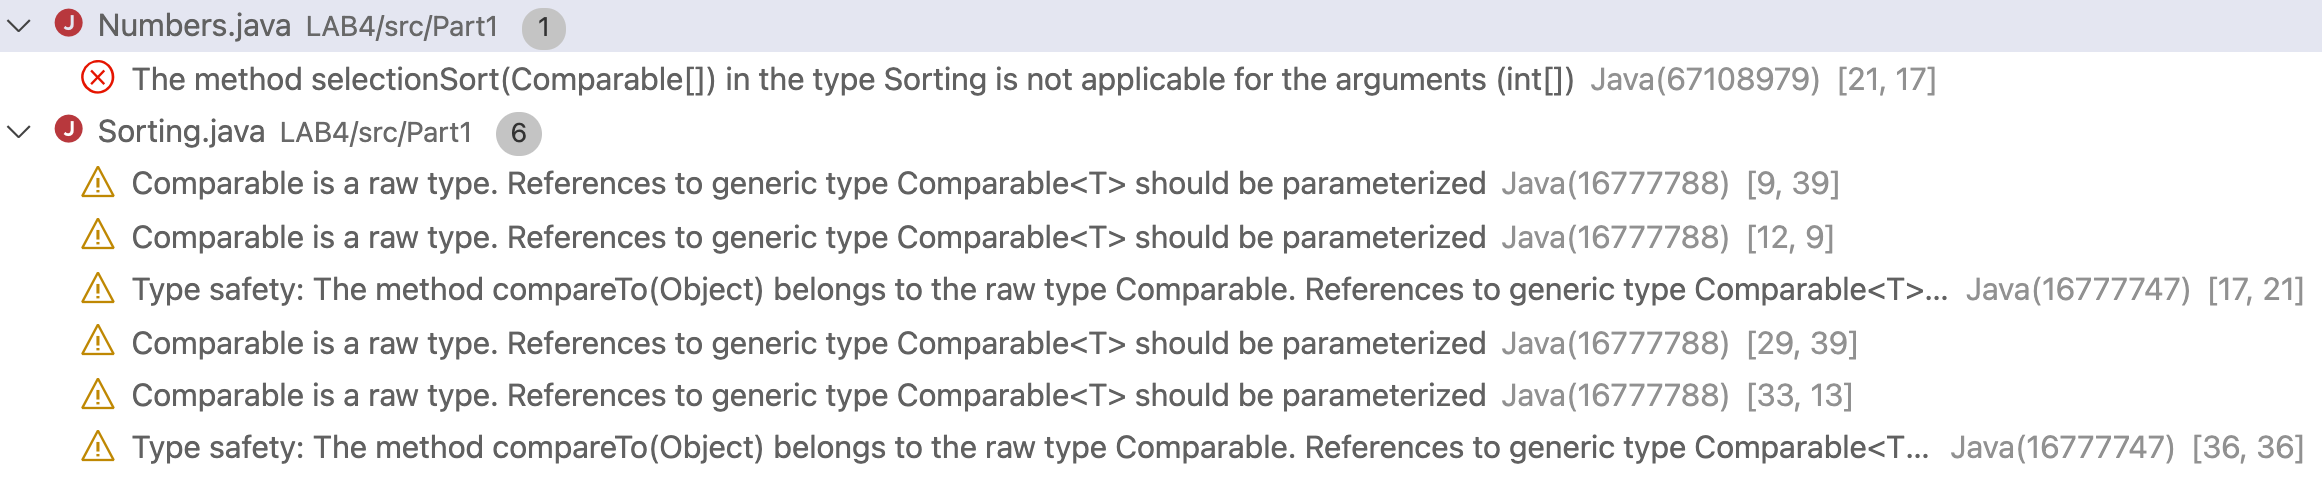 J Numbers.java LAB4/src/Part1 1
The method selectionSort(Comparable[]) in the type Sorting is not applicable for the arguments (int[]) Java(67108979) [21, 17]
J Sorting.java LAB4/src/Part1 6
Comparable is a raw type. References to generic type Comparable<T> should be parameterized Java(16777788) [9, 39]
Comparable is a raw type. References to generic type Comparable<T> should be parameterized Java(16777788) [12, 9]
Type safety: The method compareTo(Object) belongs to the raw type Comparable. References to generic type Comparable<T>... Java(16777747) [17, 21]
Comparable is a raw type. References to generic type Comparable<T> should be parameterized Java(16777788) [29, 39]
Comparable is a raw type. References to generic type Comparable<T> should be parameterized Java(16777788) [33, 13]
Type safety: The method compareTo(Object) belongs to the raw type Comparable. References to generic type Comparable<T... Java(16777747) [36, 36]